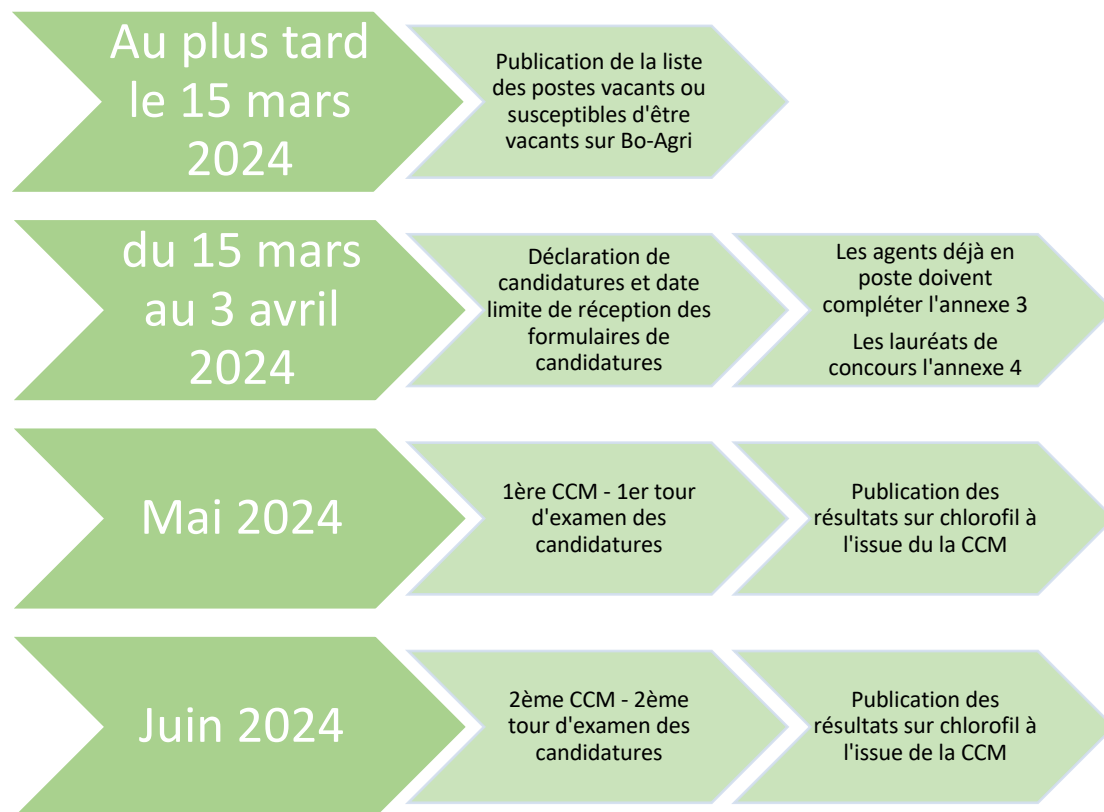 Au plus tard
le 15 mars
2024
Publication de la liste
des postes vacants ou
susceptibles d'être
vacants sur Bo-Agri
du 15 mars
au 3 avril
2024
Déclaration de
candidatures et date
limite de réception des
formulaires de
candidatures
Les agents déjà en
poste doivent
compléter l'annexe 3
Les lauréats de
concours l'annexe 4
Mai 2024
1ère CCM - 1er tour
d'examen des
candidatures
Publication des
résultats sur chlorofil à
l'issue du la CCM
Juin 2024
2ème CCM - 2ème
tour d'examen des
candidatures
Publication des
résultats sur chlorofil à
l'issue de la CCM